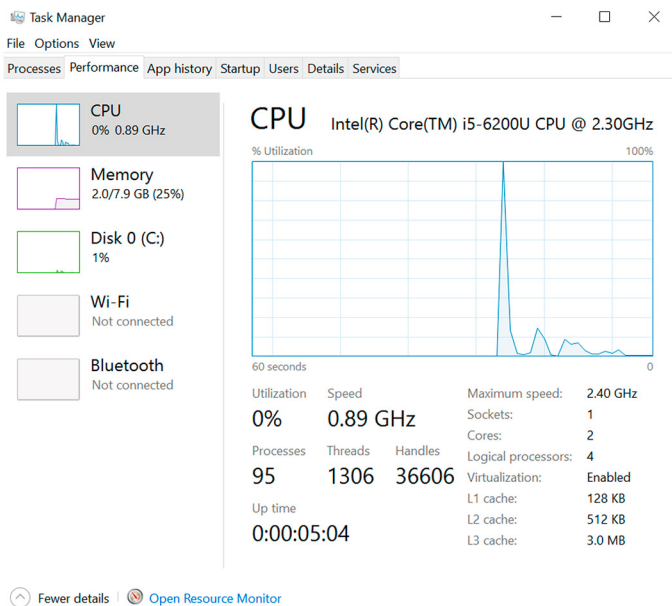 Task Manager
File Options View
Processes Performance App history Startup Users Details Services
CPU
0% 0.89 GHz
Memory
2.0/7.9 GB (25%)
Disk 0 (C:)
1%
Wi-Fi
Not connected
Bluetooth
Not connected
CPU Intel(R) Core(TM) i5-6200U CPU @ 2.30GHz
% Utilization 100%
60 seconds 0
Utilization Speed
0% 0.89 GHz
Processes Threads Handles
95 1306 36606
Up time
0:00:05:04
Maximum speed: 2.40 GHz
Sockets: 1
Cores: 2
Logical processors: 4
Virtualization: Enabled
L1 cache: 128 KB
L2 cache: 512 KB
L3 cache: 3.0 MB
Fewer details Open Resource Monitor